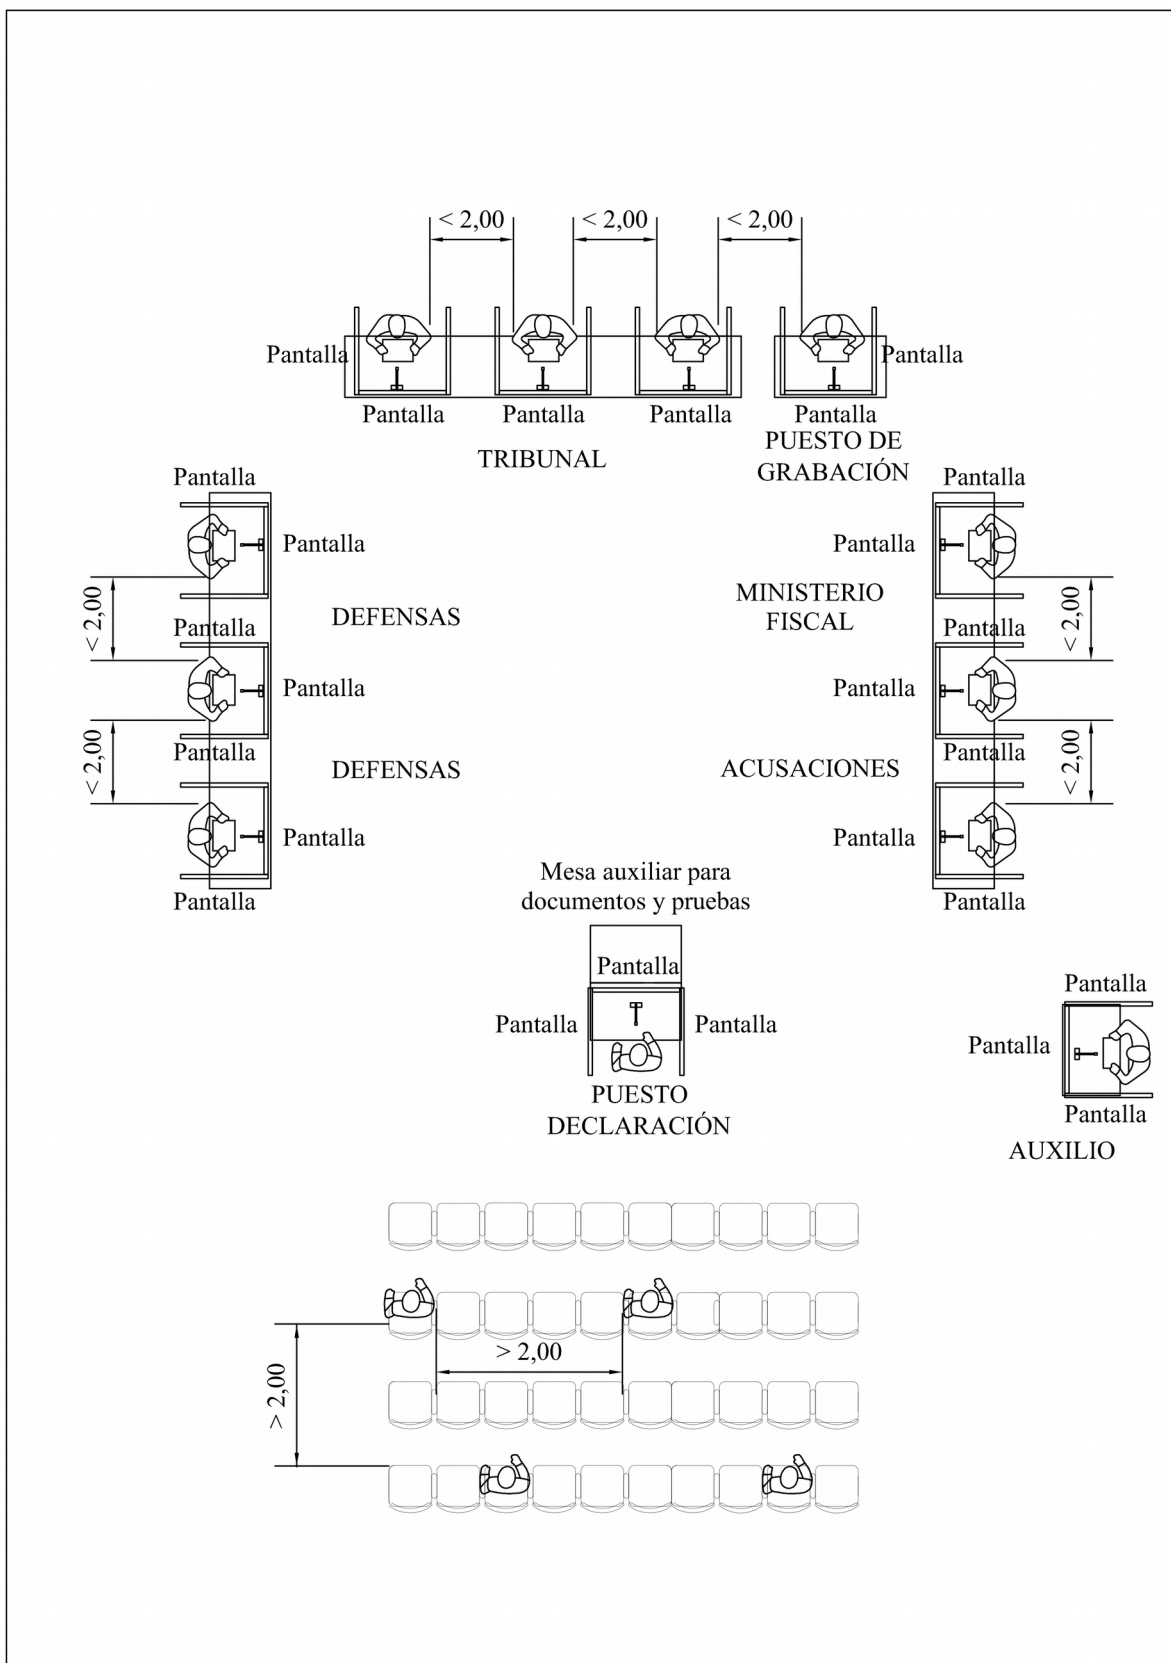 < 2,00
< 2,00
< 2,00
Pantalla
Pantalla
Pantalla
Pantalla
Pantalla
Pantalla
TRIBUNAL
PUESTO DE
GRABACIÓN
Pantalla
Pantalla
< 2,00
DEFENSAS
Pantalla
Pantalla
Pantalla
< 2,00
DEFENSAS
Pantalla
Pantalla
Pantalla
Pantalla
MINISTERIO
FISCAL
< 2,00
Pantalla
Pantalla
Pantalla
ACUSACIONES
< 2,00
Pantalla
Pantalla
Mesa auxiliar para
documentos y pruebas
Pantalla
Pantalla
Pantalla
PUESTO
DECLARACIÓN
Pantalla
Pantalla
Pantalla
AUXILIO
> 2,00
> 2,00